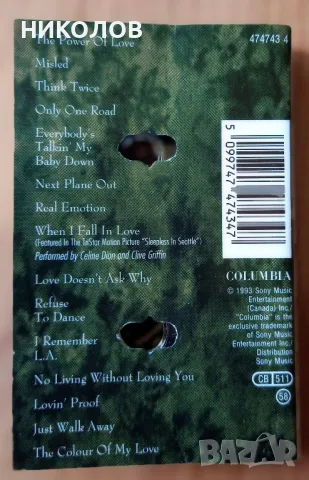 НИКОЛОВ
474743 4
The Power Of Love
Misled
Think Twice
Only One Road
Everybody's
Talkin' My
Baby Down
Next Plane Out
Real Emotion
When I Fall In Love
(Featured In The TriStar Motion Picture "Sleepless In Seattle")
Performed by Celine Dion and Clive Griffin
Love Doesn't Ask Why
Refuse
To Dance
I Remember
L.A.
No Living Without Loving You
Lovin' Proof
Just Walk Away
The Colour Of My Love
5 099747 474347
COLUMBIA
℗ 1993 Sony Music
Entertainment
(Canada) Inc./
"Columbia" is the
exclusive trademark
of Sony Music
Entertainment Inc./
Distribution
Sony Music
CB 511
58
bazar